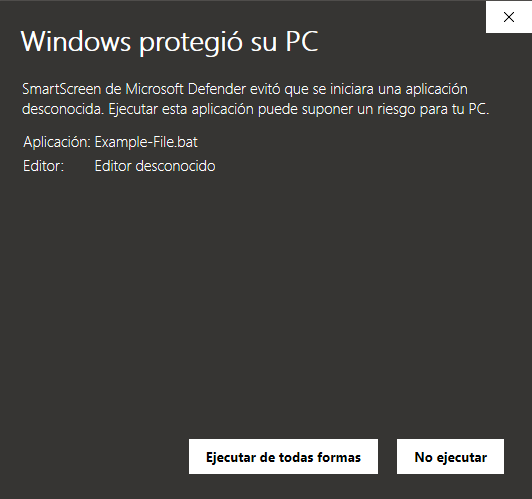 Windows protegió su PC
SmartScreen de Microsoft Defender evitó que se iniciara una aplicación
desconocida. Ejecutar esta aplicación puede suponer un riesgo para tu PC.
Aplicación: Example-File.bat
Editor: Editor desconocido
Ejecutar de todas formas
No ejecutar